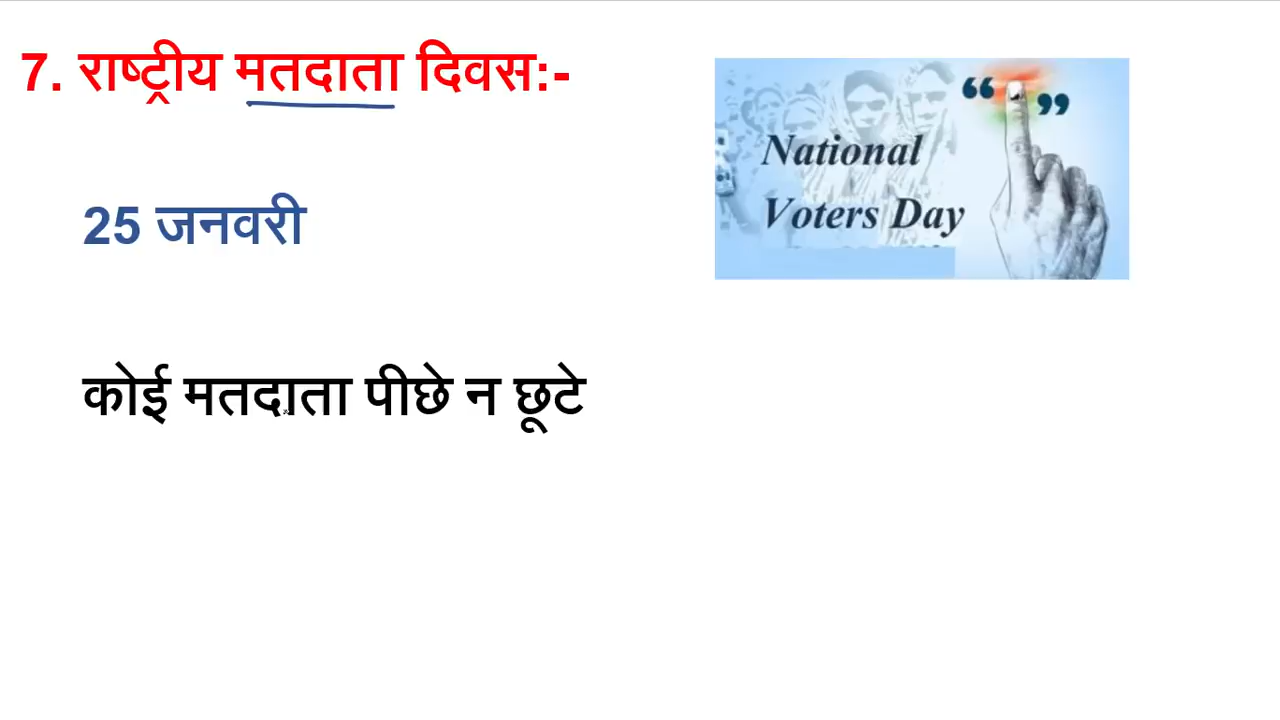 7. राष्ट्रीय मतदाता दिवस:-
25 जनवरी
कोई मतदाता पीछे न छूटे
“ ”
National
Voters Day